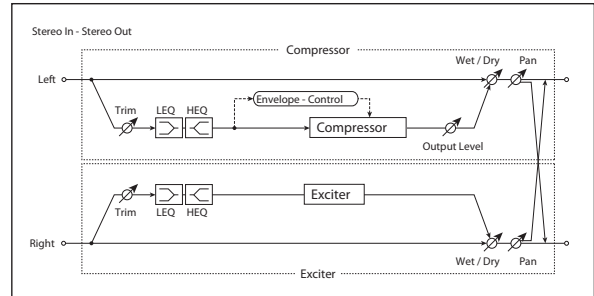 Stereo In - Stereo Out
Compressor
Wet / Dry Pan
Left
Envelope - Control
Trim LEQ HEQ
Compressor
Output Level
Exciter
Trim LEQ HEQ
Right
Wet / Dry Pan
Exciter